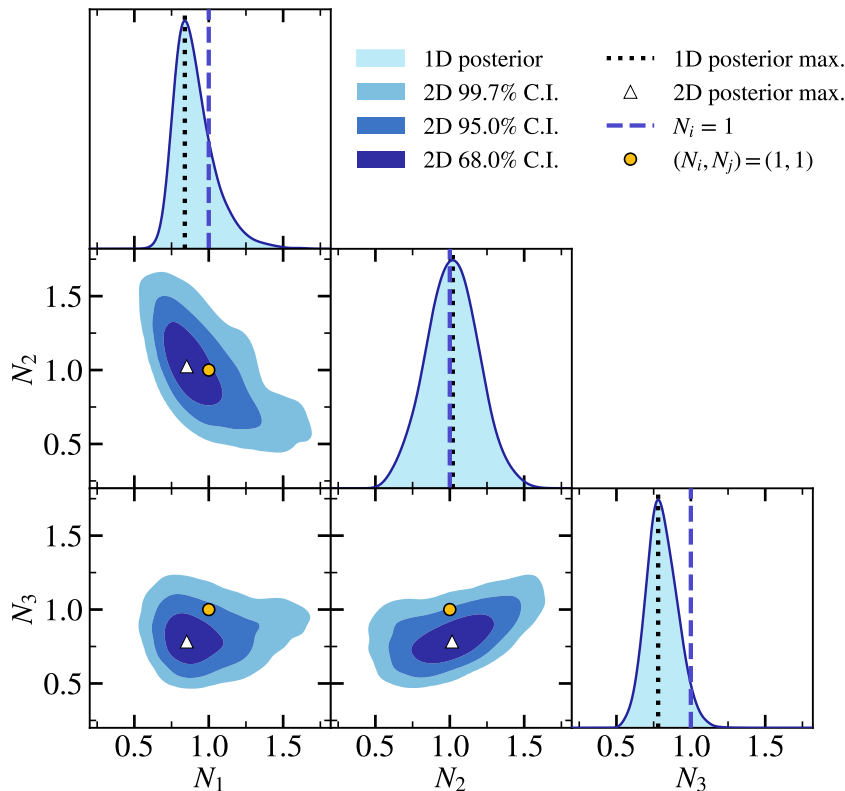 1D posterior
2D 99.7% C.I.
2D 95.0% C.I.
2D 68.0% C.I.
1D posterior max.
2D posterior max.
N_i = 1
(N_i, N_j) = (1, 1)
1.5
1.0
0.5
N_2
1.5
1.0
0.5
N_3
0.5 1.0 1.5
0.5 1.0 1.5
0.5 1.0 1.5
N_1
N_2
N_3